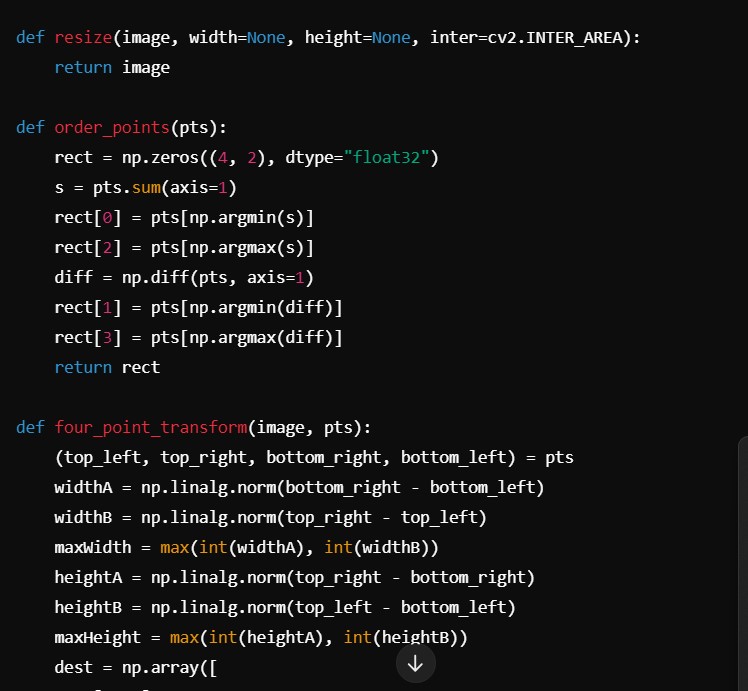 def resize(image, width=None, height=None, inter=cv2.INTER_AREA):
    return image

def order_points(pts):
    rect = np.zeros((4, 2), dtype="float32")
    s = pts.sum(axis=1)
    rect[0] = pts[np.argmin(s)]
    rect[2] = pts[np.argmax(s)]
    diff = np.diff(pts, axis=1)
    rect[1] = pts[np.argmin(diff)]
    rect[3] = pts[np.argmax(diff)]
    return rect

def four_point_transform(image, pts):
    (top_left, top_right, bottom_right, bottom_left) = pts
    widthA = np.linalg.norm(bottom_right - bottom_left)
    widthB = np.linalg.norm(top_right - top_left)
    maxWidth = max(int(widthA), int(widthB))
    heightA = np.linalg.norm(top_right - bottom_right)
    heightB = np.linalg.norm(top_left - bottom_left)
    maxHeight = max(int(heightA), int(heightB))
    dest = np.array([